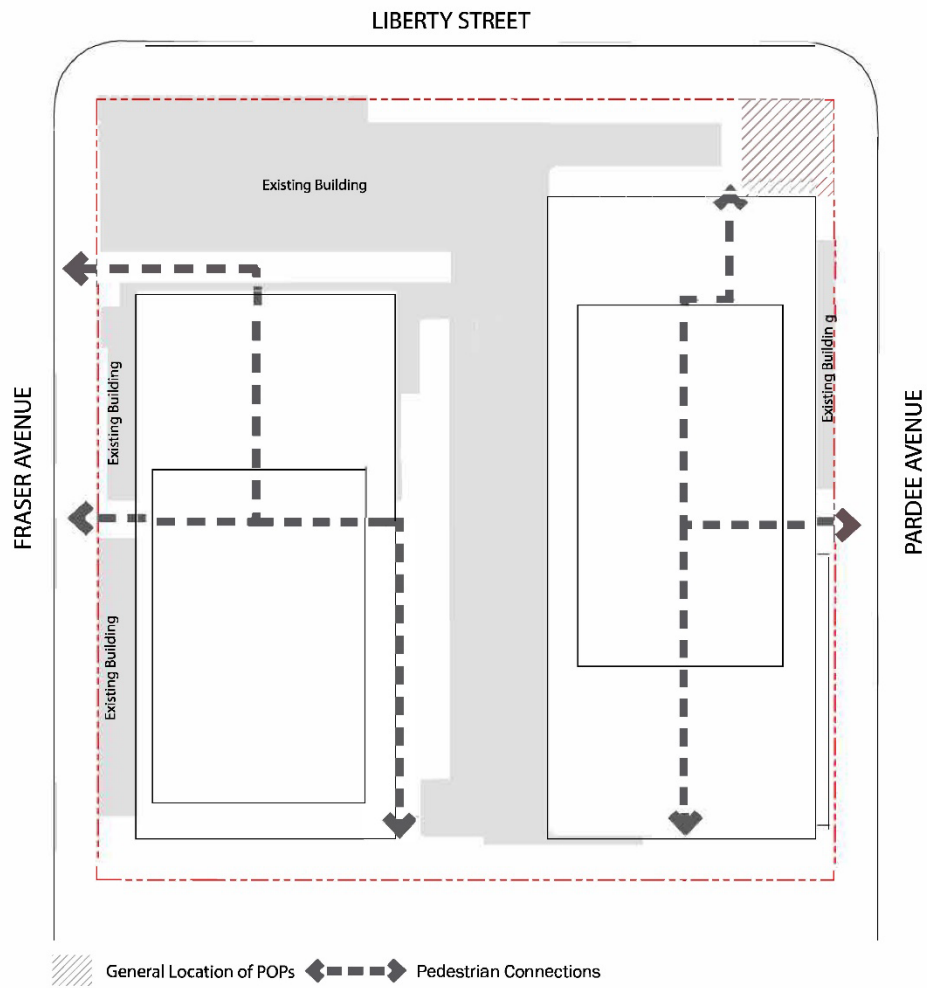 LIBERTY STREET
Existing Building
Existing Building
Existing Buildin g
FRASER AVENUE
PARDEE AVENUE
Existing Building
General Location of POPs
Pedestrian Connections